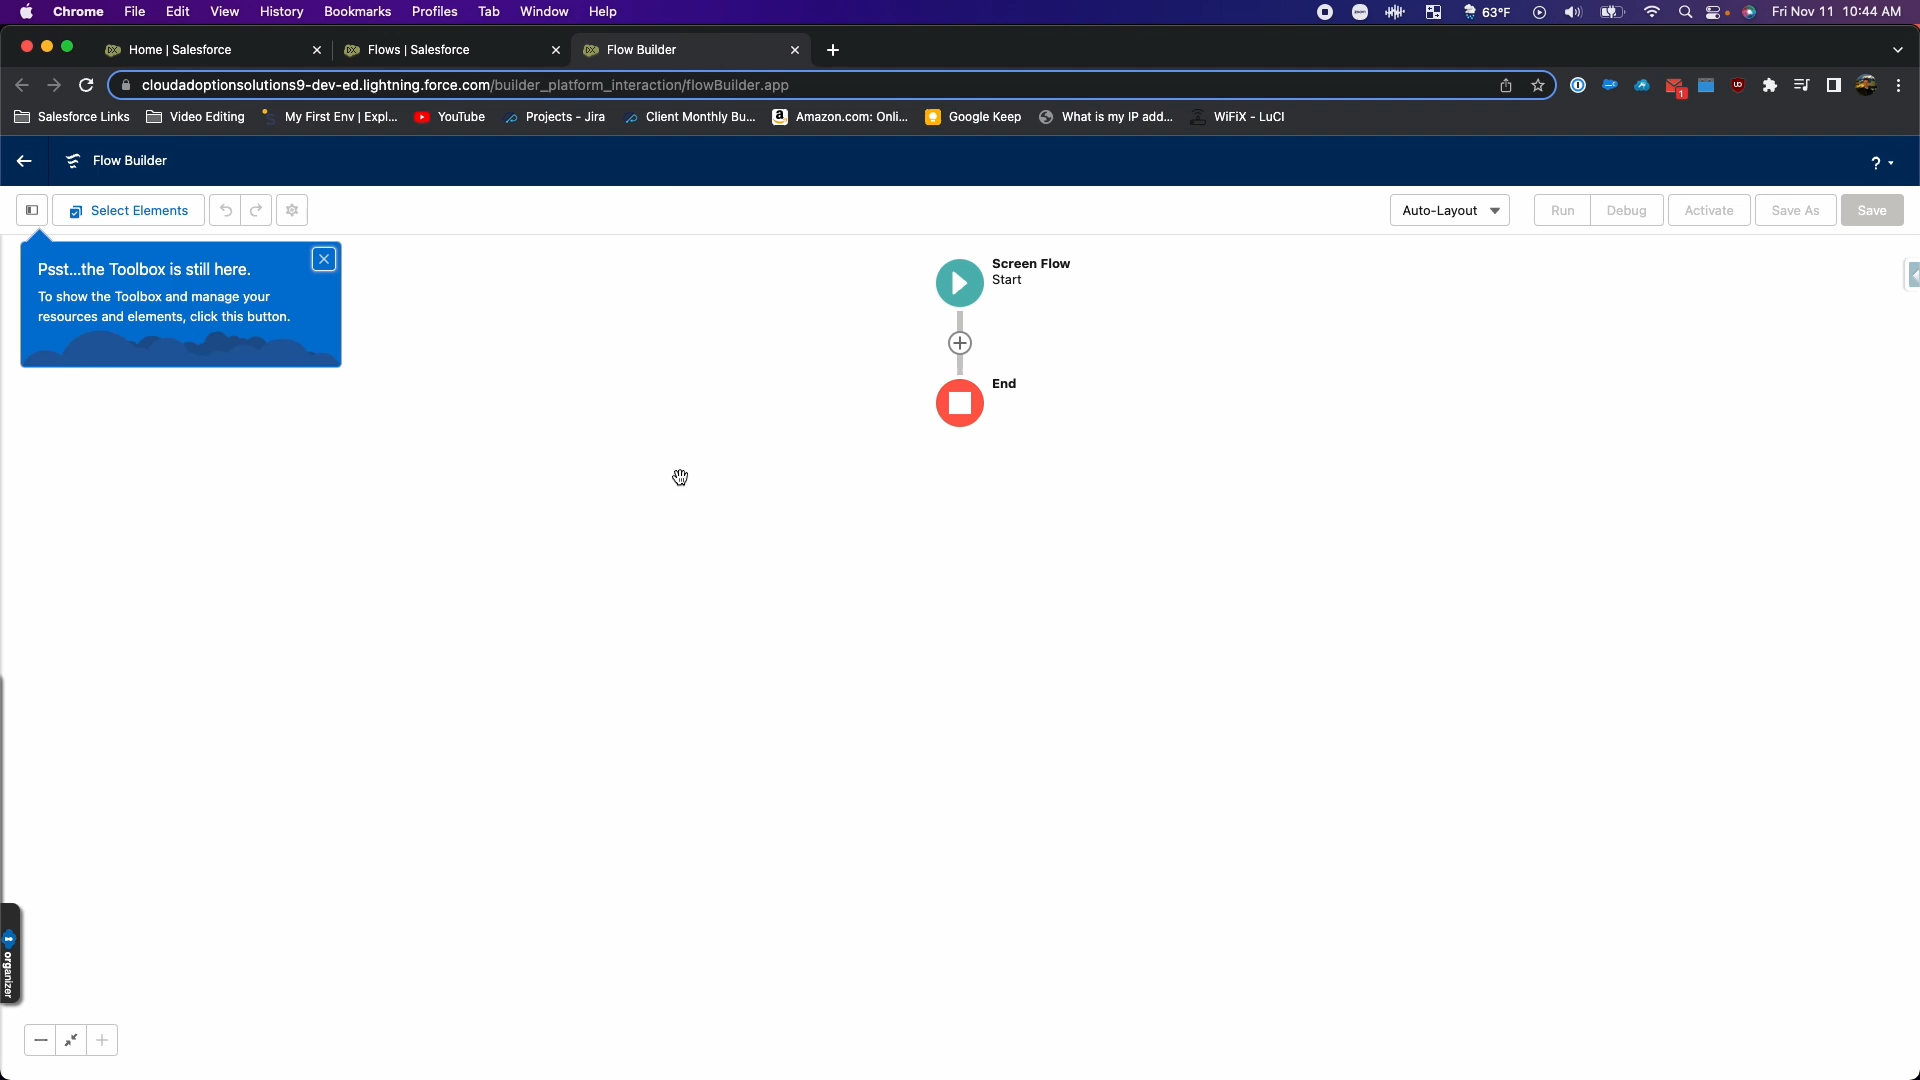 Chrome File Edit View History Bookmarks Profiles Tab Window Help
63°F Fri Nov 11 10:44 AM
Home | Salesforce Flows | Salesforce Flow Builder
cloudadoptionsolutions9-dev-ed.lightning.force.com/builder_platform_interaction/flowBuilder.app
1
Salesforce Links Video Editing My First Env | Expl... YouTube Projects - Jira Client Monthly Bu... Amazon.com: Onli... Google Keep What is my IP add... WiFiX - LuCI
Flow Builder
?
Select Elements Auto-Layout Run Debug Activate Save As Save
Psst...the Toolbox is still here.
To show the Toolbox and manage your
resources and elements, click this button.
Screen Flow
Start
End
organizer